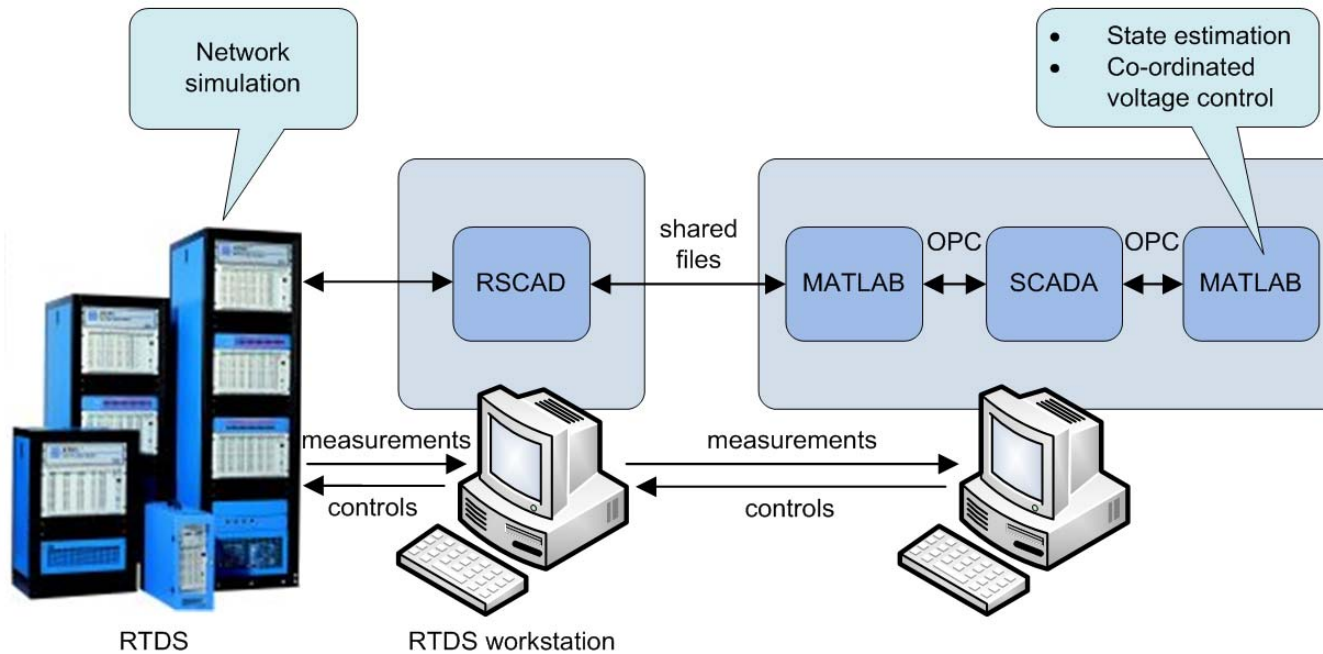 Network
simulation
• State estimation
• Co-ordinated
voltage control
shared
files
OPC
OPC
RSCAD
MATLAB
SCADA
MATLAB
measurements
controls
measurements
controls
RTDS
RTDS workstation